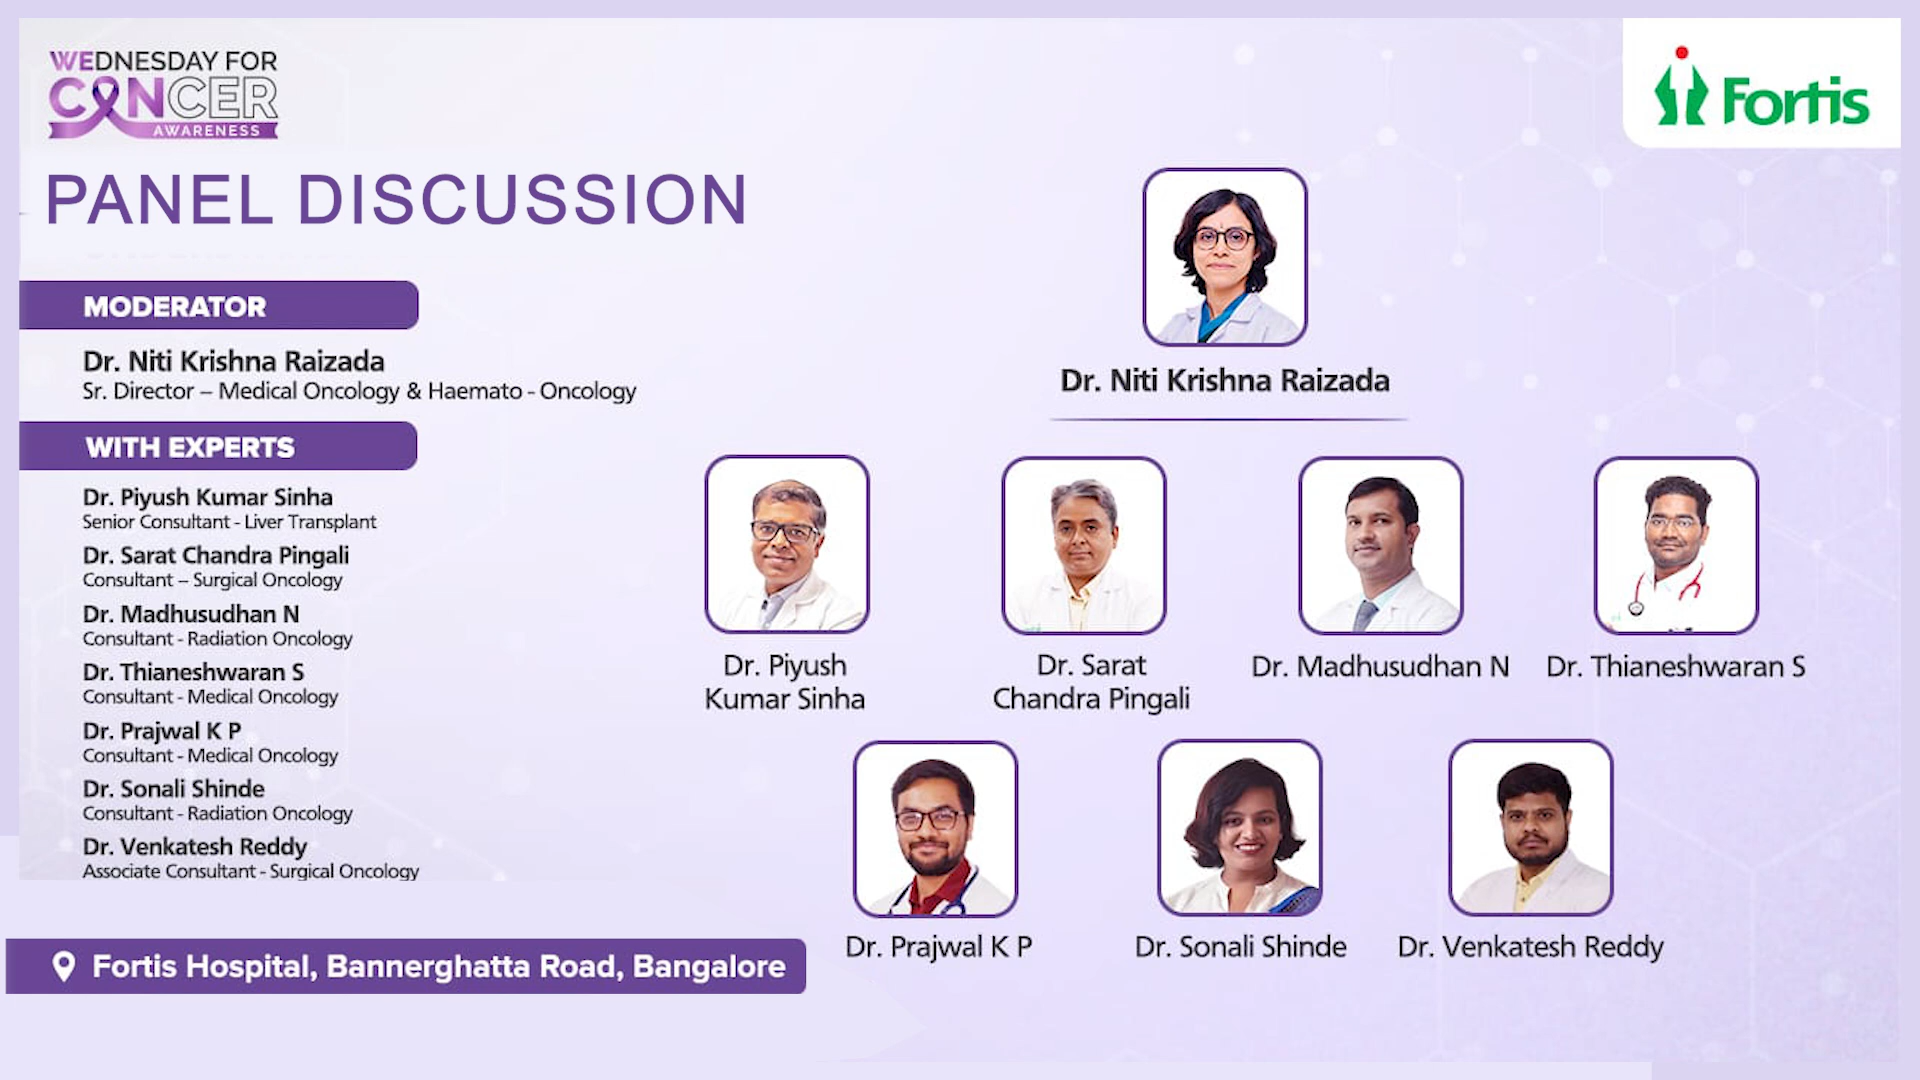 WEDNESDAY FOR
CANCER
AWARENESS
Fortis
PANEL DISCUSSION
MODERATOR
Dr. Niti Krishna Raizada
Sr. Director – Medical Oncology & Haemato - Oncology
WITH EXPERTS
Dr. Piyush Kumar Sinha
Senior Consultant - Liver Transplant
Dr. Sarat Chandra Pingali
Consultant – Surgical Oncology
Dr. Madhusudhan N
Consultant - Radiation Oncology
Dr. Thianeshwaran S
Consultant - Medical Oncology
Dr. Prajwal K P
Consultant - Medical Oncology
Dr. Sonali Shinde
Consultant - Radiation Oncology
Dr. Venkatesh Reddy
Associate Consultant - Surgical Oncology
Fortis Hospital, Bannerghatta Road, Bangalore
Dr. Niti Krishna Raizada
Dr. Piyush
Kumar Sinha
Dr. Sarat
Chandra Pingali
Dr. Madhusudhan N
Dr. Thianeshwaran S
Dr. Prajwal K P
Dr. Sonali Shinde
Dr. Venkatesh Reddy